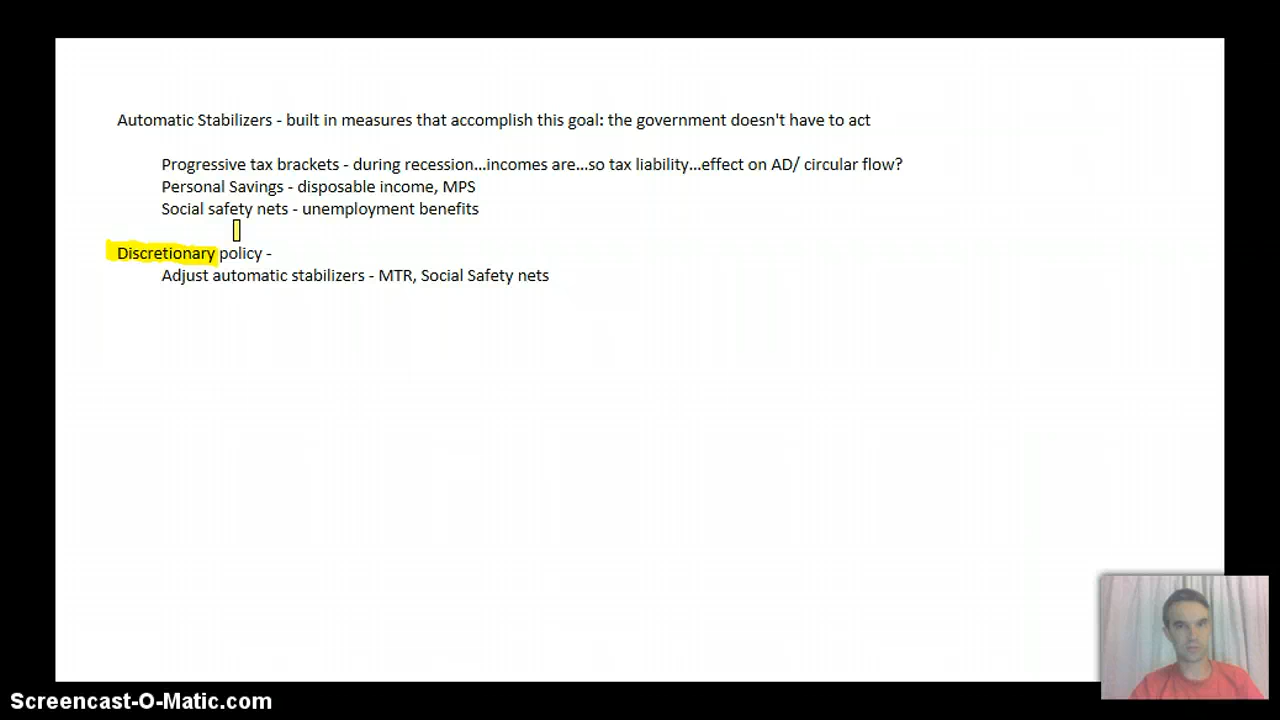 Automatic Stabilizers - built in measures that accomplish this goal: the government doesn't have to act
Progressive tax brackets - during recession...incomes are...so tax liability...effect on AD/ circular flow?
Personal Savings - disposable income, MPS
Social safety nets - unemployment benefits
Discretionary policy -
Adjust automatic stabilizers - MTR, Social Safety nets
Screencast-O-Matic.com